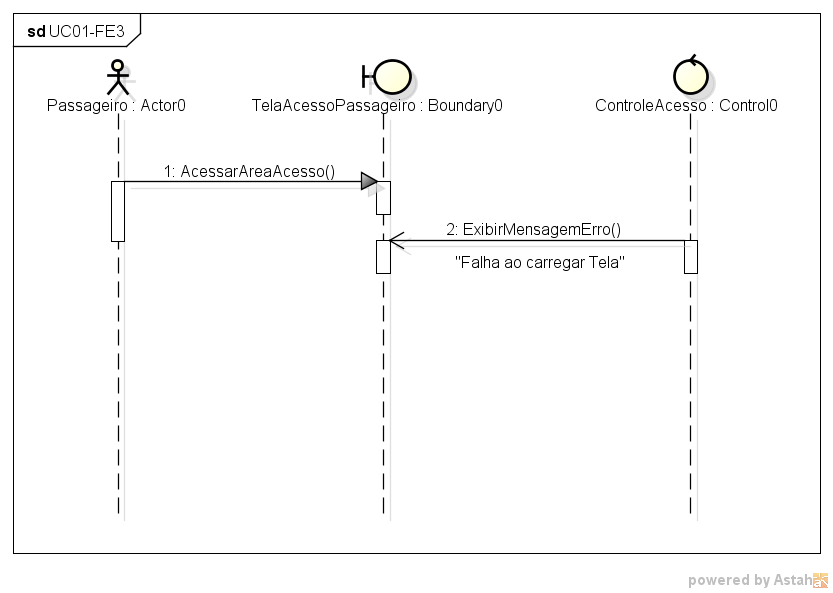 sd UC01-FE3
Passageiro : Actor0
TelaAcessoPassageiro : Boundary0
ControleAcesso : Control0
1: AcessarAreaAcesso()
2: ExibirMensagemErro()
"Falha ao carregar Tela"
powered by Astah